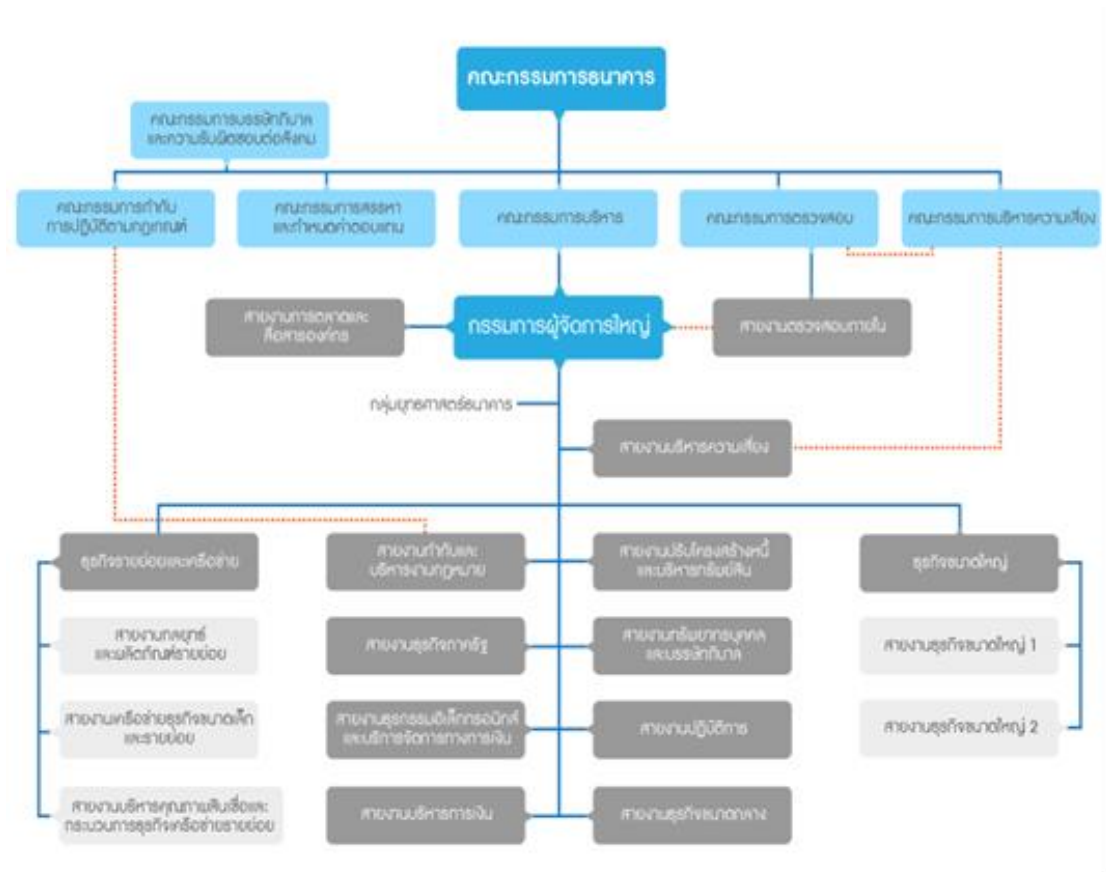 คณะกรรมการธนาคาร
คณะกรรมการบรรษัทภิบาล
และความรับผิดชอบต่อสังคม
คณะกรรมการกำกับ
การปฏิบัติตามกฎเกณฑ์
คณะกรรมการสรรหา
และกำหนดค่าตอบแทน
คณะกรรมการบริหาร
คณะกรรมการตรวจสอบ
คณะกรรมการบริหารความเสี่ยง
สายงานการตลาดและ
สื่อสารองค์กร
กรรมการผู้จัดการใหญ่
สายงานตรวจสอบภายใน
กลุ่มยุทธศาสตร์ธนาคาร
สายงานบริหารความเสี่ยง
ธุรกิจรายย่อยและเครือข่าย
สายงานกำกับและ
บริหารงานกฎหมาย
สายงานปรับโครงสร้างหนี้
และบริหารทรัพย์สิน
ธุรกิจขนาดใหญ่
สายงานกลยุทธ์
และผลิตภัณฑ์รายย่อย
สายงานธุรกิจภาครัฐ
สายงานทรัพยากรบุคคล
และบรรษัทภิบาล
สายงานธุรกิจขนาดใหญ่ 1
สายงานเครือข่ายธุรกิจขนาดเล็ก
และรายย่อย
สายงานธุรกรรมอิเล็กทรอนิกส์
และบริการจัดการทางการเงิน
สายงานปฏิบัติการ
สายงานธุรกิจขนาดใหญ่ 2
สายงานบริหารคุณภาพสินเชื่อและ
กระบวนการธุรกิจเครือข่ายรายย่อย
สายงานบริหารการเงิน
สายงานธุรกิจขนาดกลาง